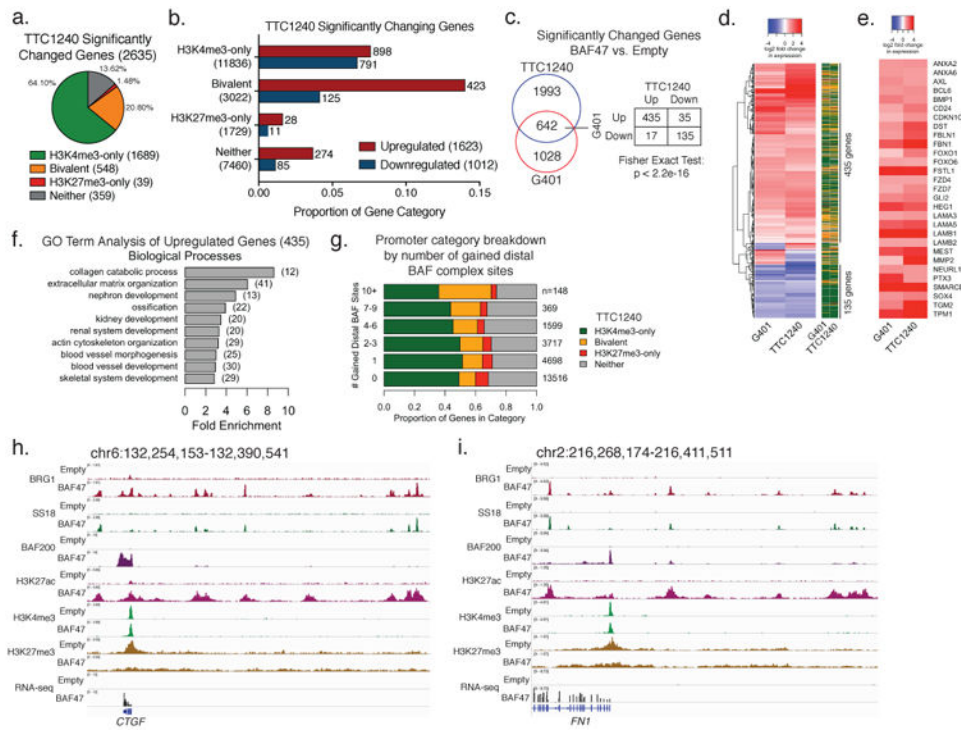 a.
TTC1240 Significantly
Changed Genes (2635)
64.10%
13.62%
1.48%
20.80%
H3K4me3-only (1689)
Bivalent (548)
H3K27me3-only (39)
Neither (359)
b.
TTC1240 Significantly Changing Genes
H3K4me3-only
(11836)
898
791
Bivalent
(3022)
423
125
H3K27me3-only
(1729)
28
11
Neither
(7460)
274
85
Upregulated (1623)
Downregulated (1012)
0.00 0.05 0.10 0.15
Proportion of Gene Category
c.
Significantly Changed Genes
BAF47 vs. Empty
TTC1240
1993
642
1028
G401
TTC1240
Up Down
G401
Up 435 35
Down 17 135
Fisher Exact Test:
p < 2.2e-16
d.
-4 -2 0 2 4
log2 fold change
in expression
435 genes
135 genes
G401
TTC1240
G401
TTC1240
e.
-4 0 4
log2 fold change
in expression
ANXA2
ANXA6
AXL
BCL6
BMP1
CD24
CDKN1C
DST
FBLN1
FBN1
FOXO1
FOXO6
FSTL1
FZD4
FZD7
GLI2
HEG1
LAMA3
LAMA5
LAMB1
LAMB2
MEST
MMP2
NEURL1
PTX3
SMARCB
SOX4
TGM2
TPM1
G401
TTC1240
f.
GO Term Analysis of Upregulated Genes (435)
Biological Processes
collagen catabolic process (12)
extracellular matrix organization (41)
nephron development (13)
ossification (22)
kidney development (20)
renal system development (20)
actin cytoskeleton organization (29)
blood vessel morphogenesis (25)
blood vessel development (30)
skeletal system development (29)
0 2 4 6 8 10
Fold Enrichment
g.
Promoter category breakdown
by number of gained distal
BAF complex sites
# Gained Distal BAF Sites
10+ n=148
7-9 369
4-6 1599
2-3 3717
1 4698
0 13516
0.0 0.2 0.4 0.6 0.8 1.0
Proportion of Genes in Category
TTC1240
H3K4me3-only
Bivalent
H3K27me3-only
Neither
h.
chr6:132,254,153-132,390,541
BRG1
Empty
BAF47
SS18
Empty
BAF47
BAF200
Empty
BAF47
H3K27ac
Empty
BAF47
H3K4me3
Empty
BAF47
H3K27me3
Empty
BAF47
RNA-seq
Empty
BAF47
CTGF
i.
chr2:216,268,174-216,411,511
BRG1
Empty
BAF47
SS18
Empty
BAF47
BAF200
Empty
BAF47
H3K27ac
Empty
BAF47
H3K4me3
Empty
BAF47
H3K27me3
Empty
BAF47
RNA-seq
Empty
BAF47
FN1